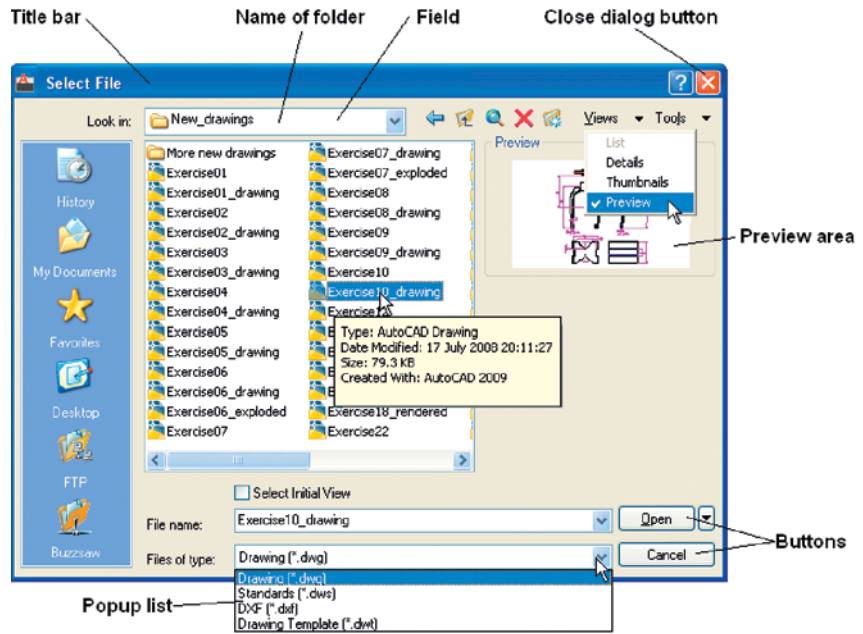 Title bar
Name of folder
Field
Close dialog button
Select File
Look in:
New_drawings
Views
Tools
More new drawings
Exercise01
Exercise01_drawing
Exercise02
Exercise02_drawing
Exercise03
Exercise03_drawing
Exercise04
Exercise04_drawing
Exercise05
Exercise05_drawing
Exercise06
Exercise06_drawing
Exercise06_exploded
Exercise07
Exercise07_drawing
Exercise07_exploded
Exercise08
Exercise08_drawing
Exercise09
Exercise09_drawing
Exercise10
Exercise10_drawing
Exercise18_rendered
Exercise22
Type: AutoCAD Drawing
Date Modified: 17 July 2008 20:11:27
Size: 79.3 KB
Created With: AutoCAD 2009
Preview
List
Details
Thumbnails
Preview
Preview area
History
My Documents
Favorites
Desktop
FTP
Buzzsaw
Select Initial View
File name:
Exercise10_drawing
Open
Files of type:
Drawing (*.dwg)
Cancel
Buttons
Drawing (*.dwg)
Standards (*.dws)
DXF (*.dxf)
Drawing Template (*.dwt)
Popup list